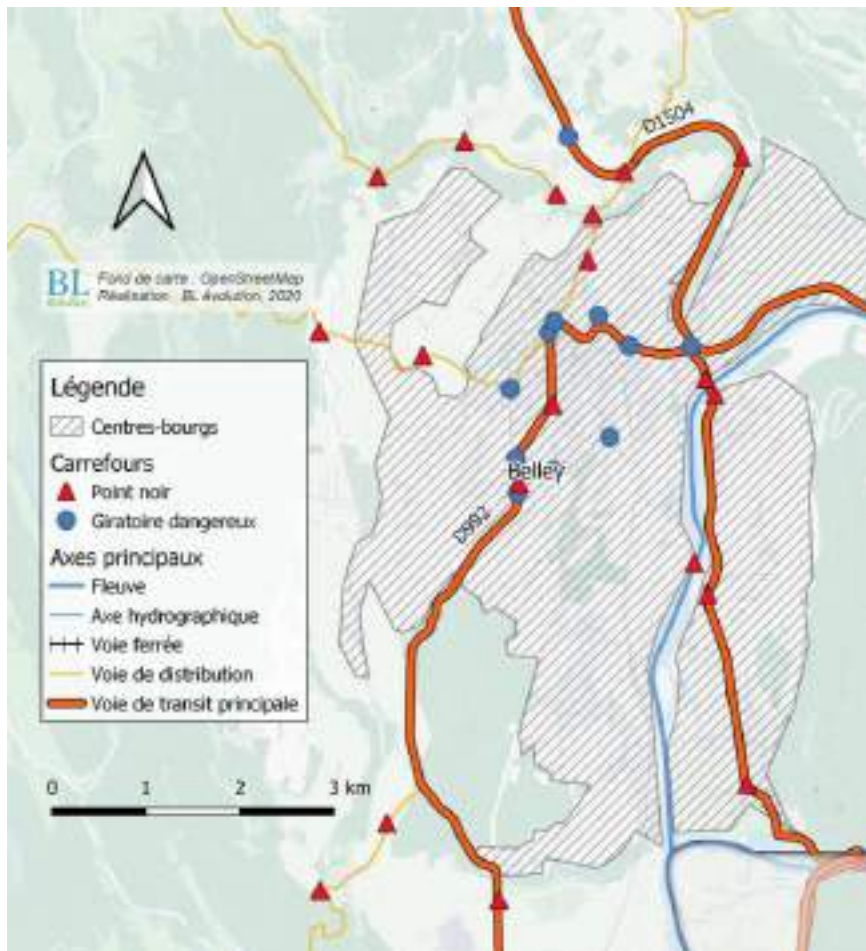 D1504
BL
Fond de carte : OpenStreetMap
Réalisation : BL évolution, 2020
Légende
Centres-bourgs
Carrefours
Point noir
Giratoire dangereux
Axes principaux
Fleuve
Axe hydrographique
Voie ferrée
Voie de distribution
Voie de transit principale
Belley
D992
0 1 2 3 km